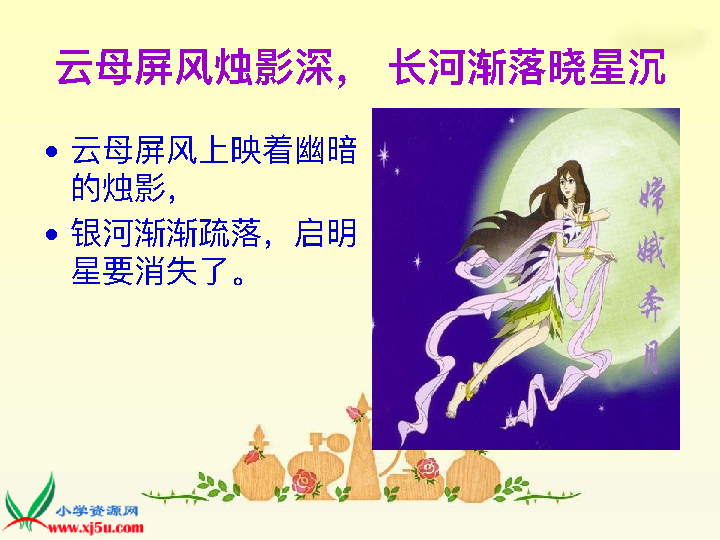 云母屏风烛影深， 长河渐落晓星沉
云母屏风上映着幽暗
的烛影，
银河渐渐疏落，启明
星要消失了。
嫦娥奔月
小学资源网
www.xj5u.com